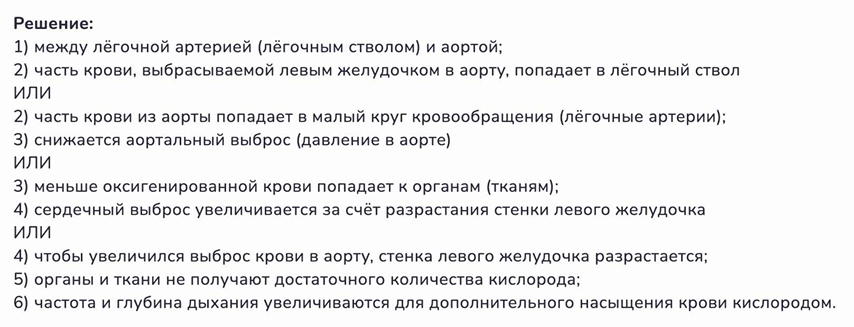 Решение:
1) между лёгочной артерией (лёгочным стволом) и аортой;
2) часть крови, выбрасываемой левым желудочком в аорту, попадает в лёгочный ствол
ИЛИ
2) часть крови из аорты попадает в малый круг кровообращения (лёгочные артерии);
3) снижается аортальный выброс (давление в аорте)
ИЛИ
3) меньше оксигенированной крови попадает к органам (тканям);
4) сердечный выброс увеличивается за счёт разрастания стенки левого желудочка
ИЛИ
4) чтобы увеличился выброс крови в аорту, стенка левого желудочка разрастается;
5) органы и ткани не получают достаточного количества кислорода;
6) частота и глубина дыхания увеличиваются для дополнительного насыщения крови кислородом.